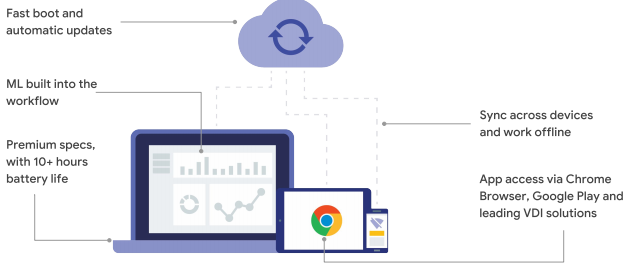 Fast boot and
automatic updates
ML built into the
workflow
Premium specs,
with 10+ hours
battery life
Sync across devices
and work offline
App access via Chrome
Browser, Google Play and
leading VDI solutions